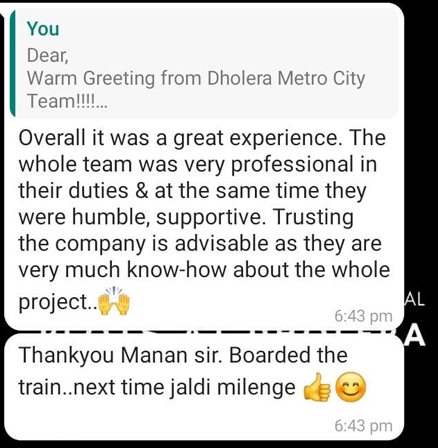 You
Dear,
Warm Greeting from Dholera Metro City
Team!!!!...
Overall it was a great experience. The
whole team was very professional in
their duties & at the same time they
were humble, supportive. Trusting
the company is advisable as they are
very much know-how about the whole
project..🙌
6:43 pm
AL
A
Thankyou Manan sir. Boarded the
train..next time jaldi milenge 👍😊
6:43 pm